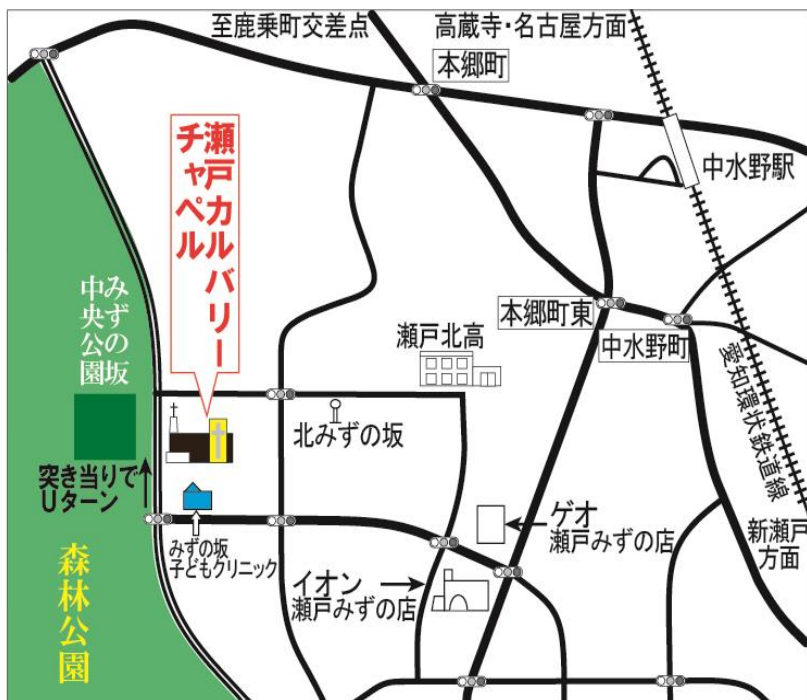 至鹿乗町交差点
高蔵寺・名古屋方面
本郷町
中水野駅
瀬戸カルバリー
チャペル
みずの坂
中央公園
本郷町東
中水野町
瀬戸北高
愛知環状鉄道線
北みずの坂
突き当りで
Uターン
みずの坂
子どもクリニック
ゲオ
瀬戸みずの店
新瀬戸
方面
イオン
瀬戸みずの店
森林公園